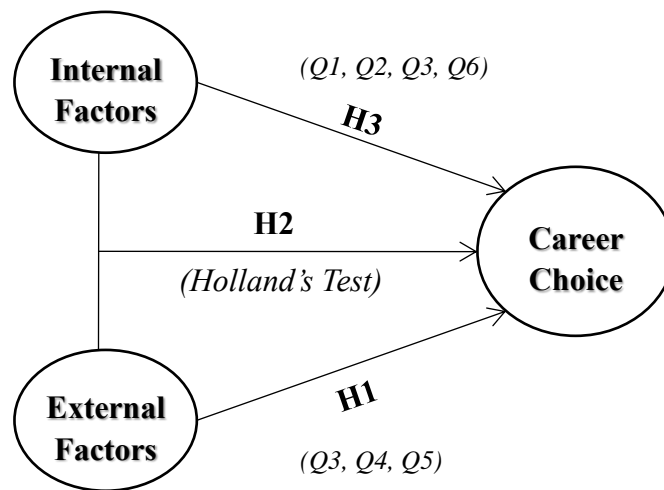 Internal
Factors
(Q1, Q2, Q3, Q6)
H3
H2
(Holland’s Test)
Career
Choice
External
Factors
H1
(Q3, Q4, Q5)